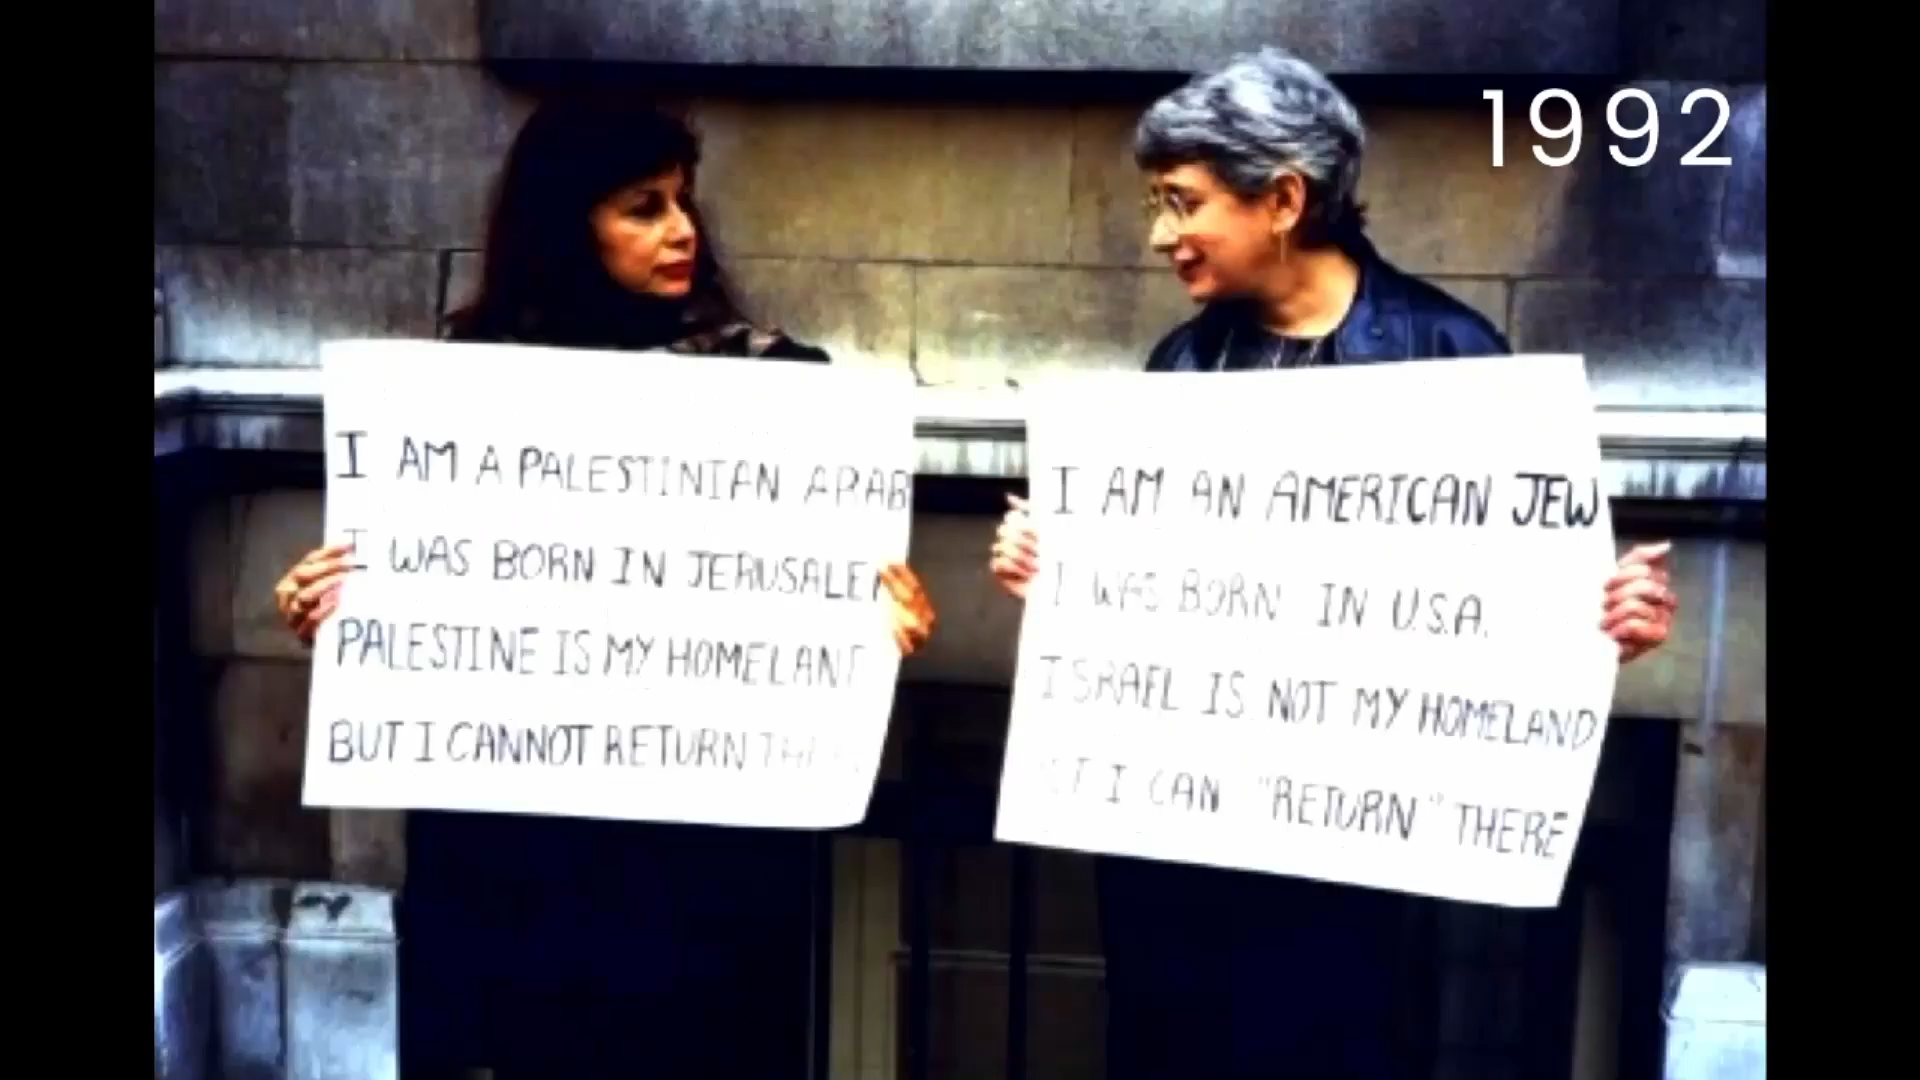 1992
I AM A PALESTINIAN ARAB
I WAS BORN IN JERUSALEM
PALESTINE IS MY HOMELAND
BUT I CANNOT RETURN
I AM AN AMERICAN JEW
I WAS BORN IN U.S.A.
ISRAEL IS NOT MY HOMELAND
I CAN "RETURN" THERE